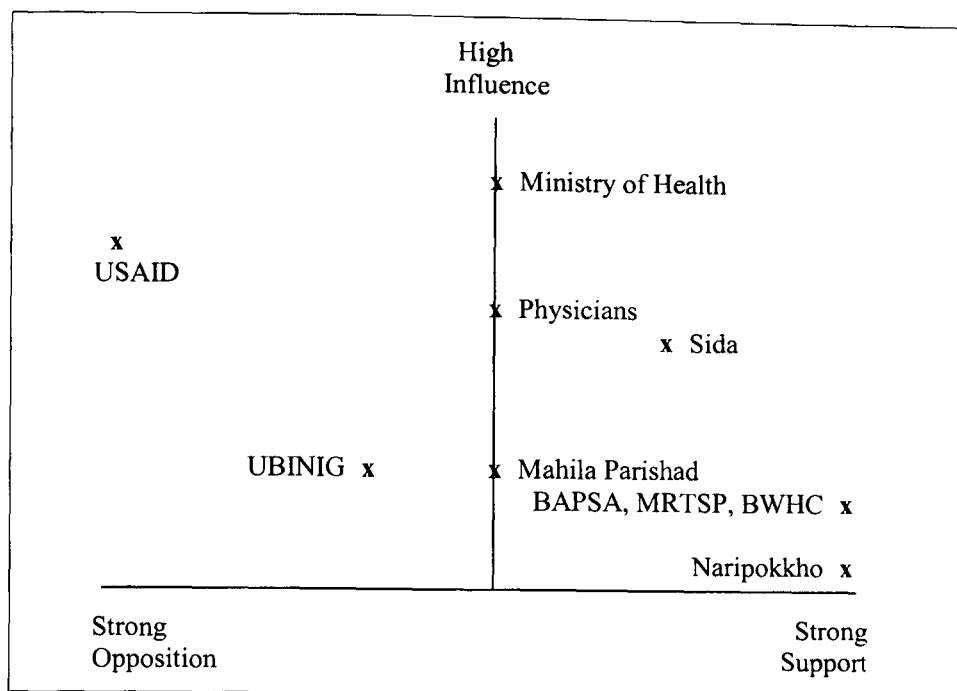 High
Influence
x Ministry of Health
x
USAID
x Physicians
x Sida
UBINIG x
x Mahila Parishad
BAPSA, MRTSP, BWHC x
Naripokkho x
Strong
Opposition
Strong
Support